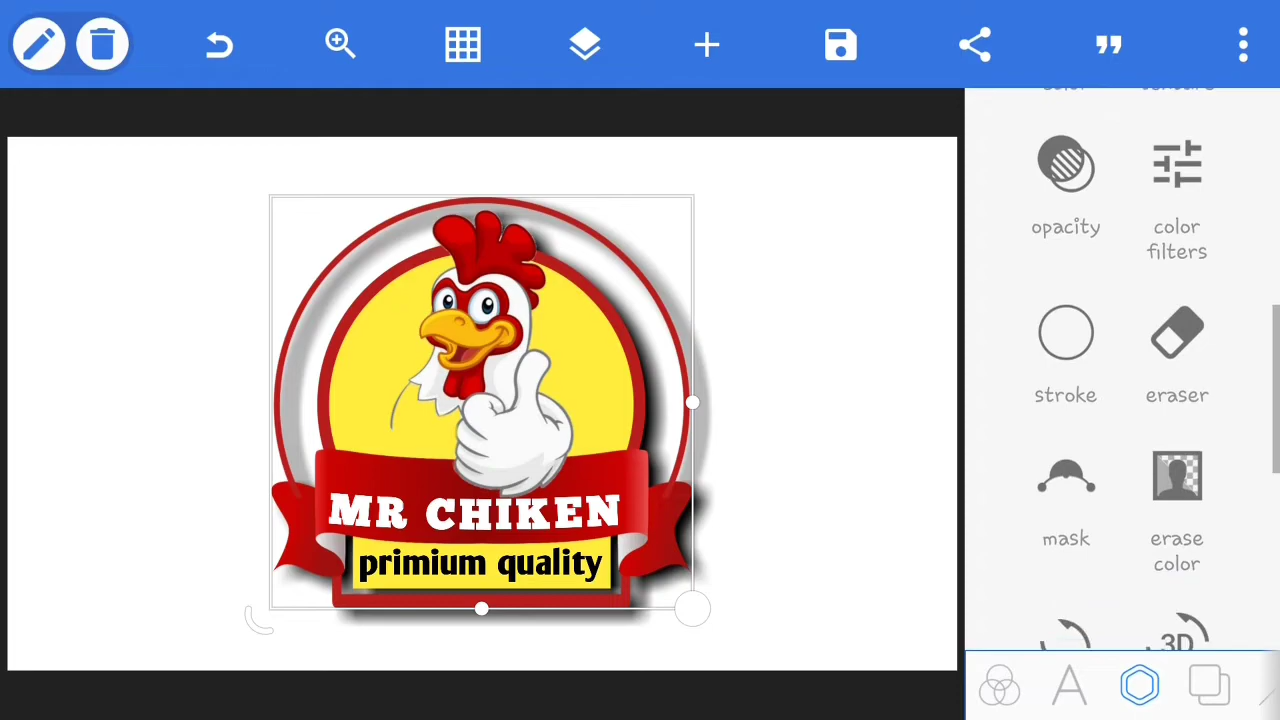 opacity
color filters
stroke
eraser
mask
erase color
3D
MR CHIKEN
primium quality